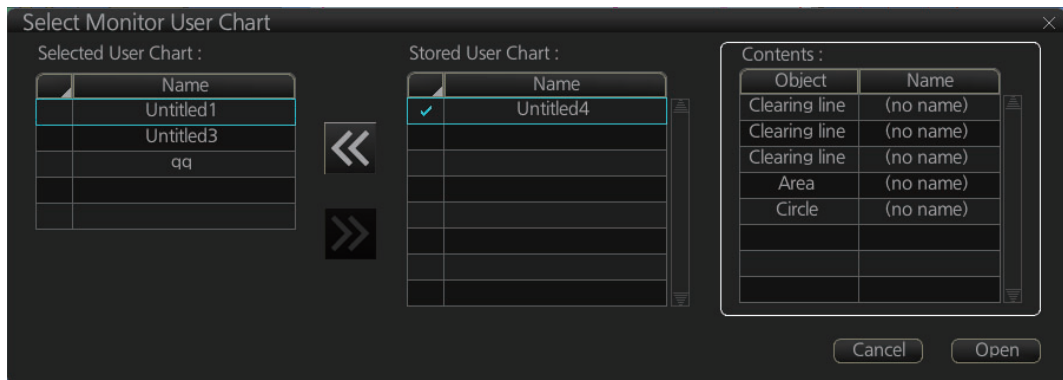 Select Monitor User Chart
Selected User Chart :
Name
Untitled1
Untitled3
qq
Stored User Chart :
Name
Untitled4
Contents :
Object Name
Clearing line (no name)
Clearing line (no name)
Clearing line (no name)
Area (no name)
Circle (no name)
Cancel Open